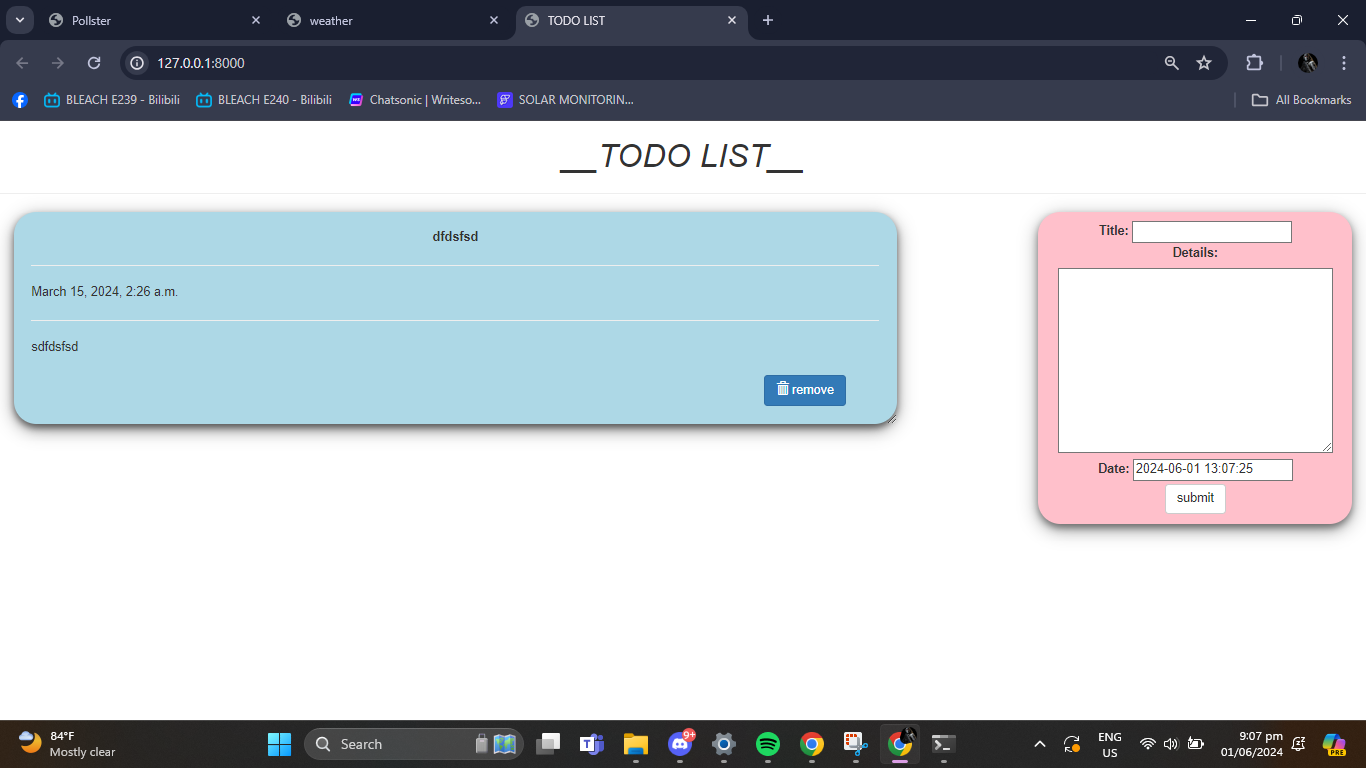 Pollster
weather
TODO LIST
127.0.0.1:8000
BLEACH E239 - Bilibili
BLEACH E240 - Bilibili
Chatsonic | Writeso...
SOLAR MONITORIN...
All Bookmarks
__TODO LIST__
dfdsfsd
March 15, 2024, 2:26 a.m.
sdfdsfsd
remove
Title:
Details:
Date: 2024-06-01 13:07:25
submit
84°F
Mostly clear
Search
9+
ENG
US
9:07 pm
01/06/2024
PRE